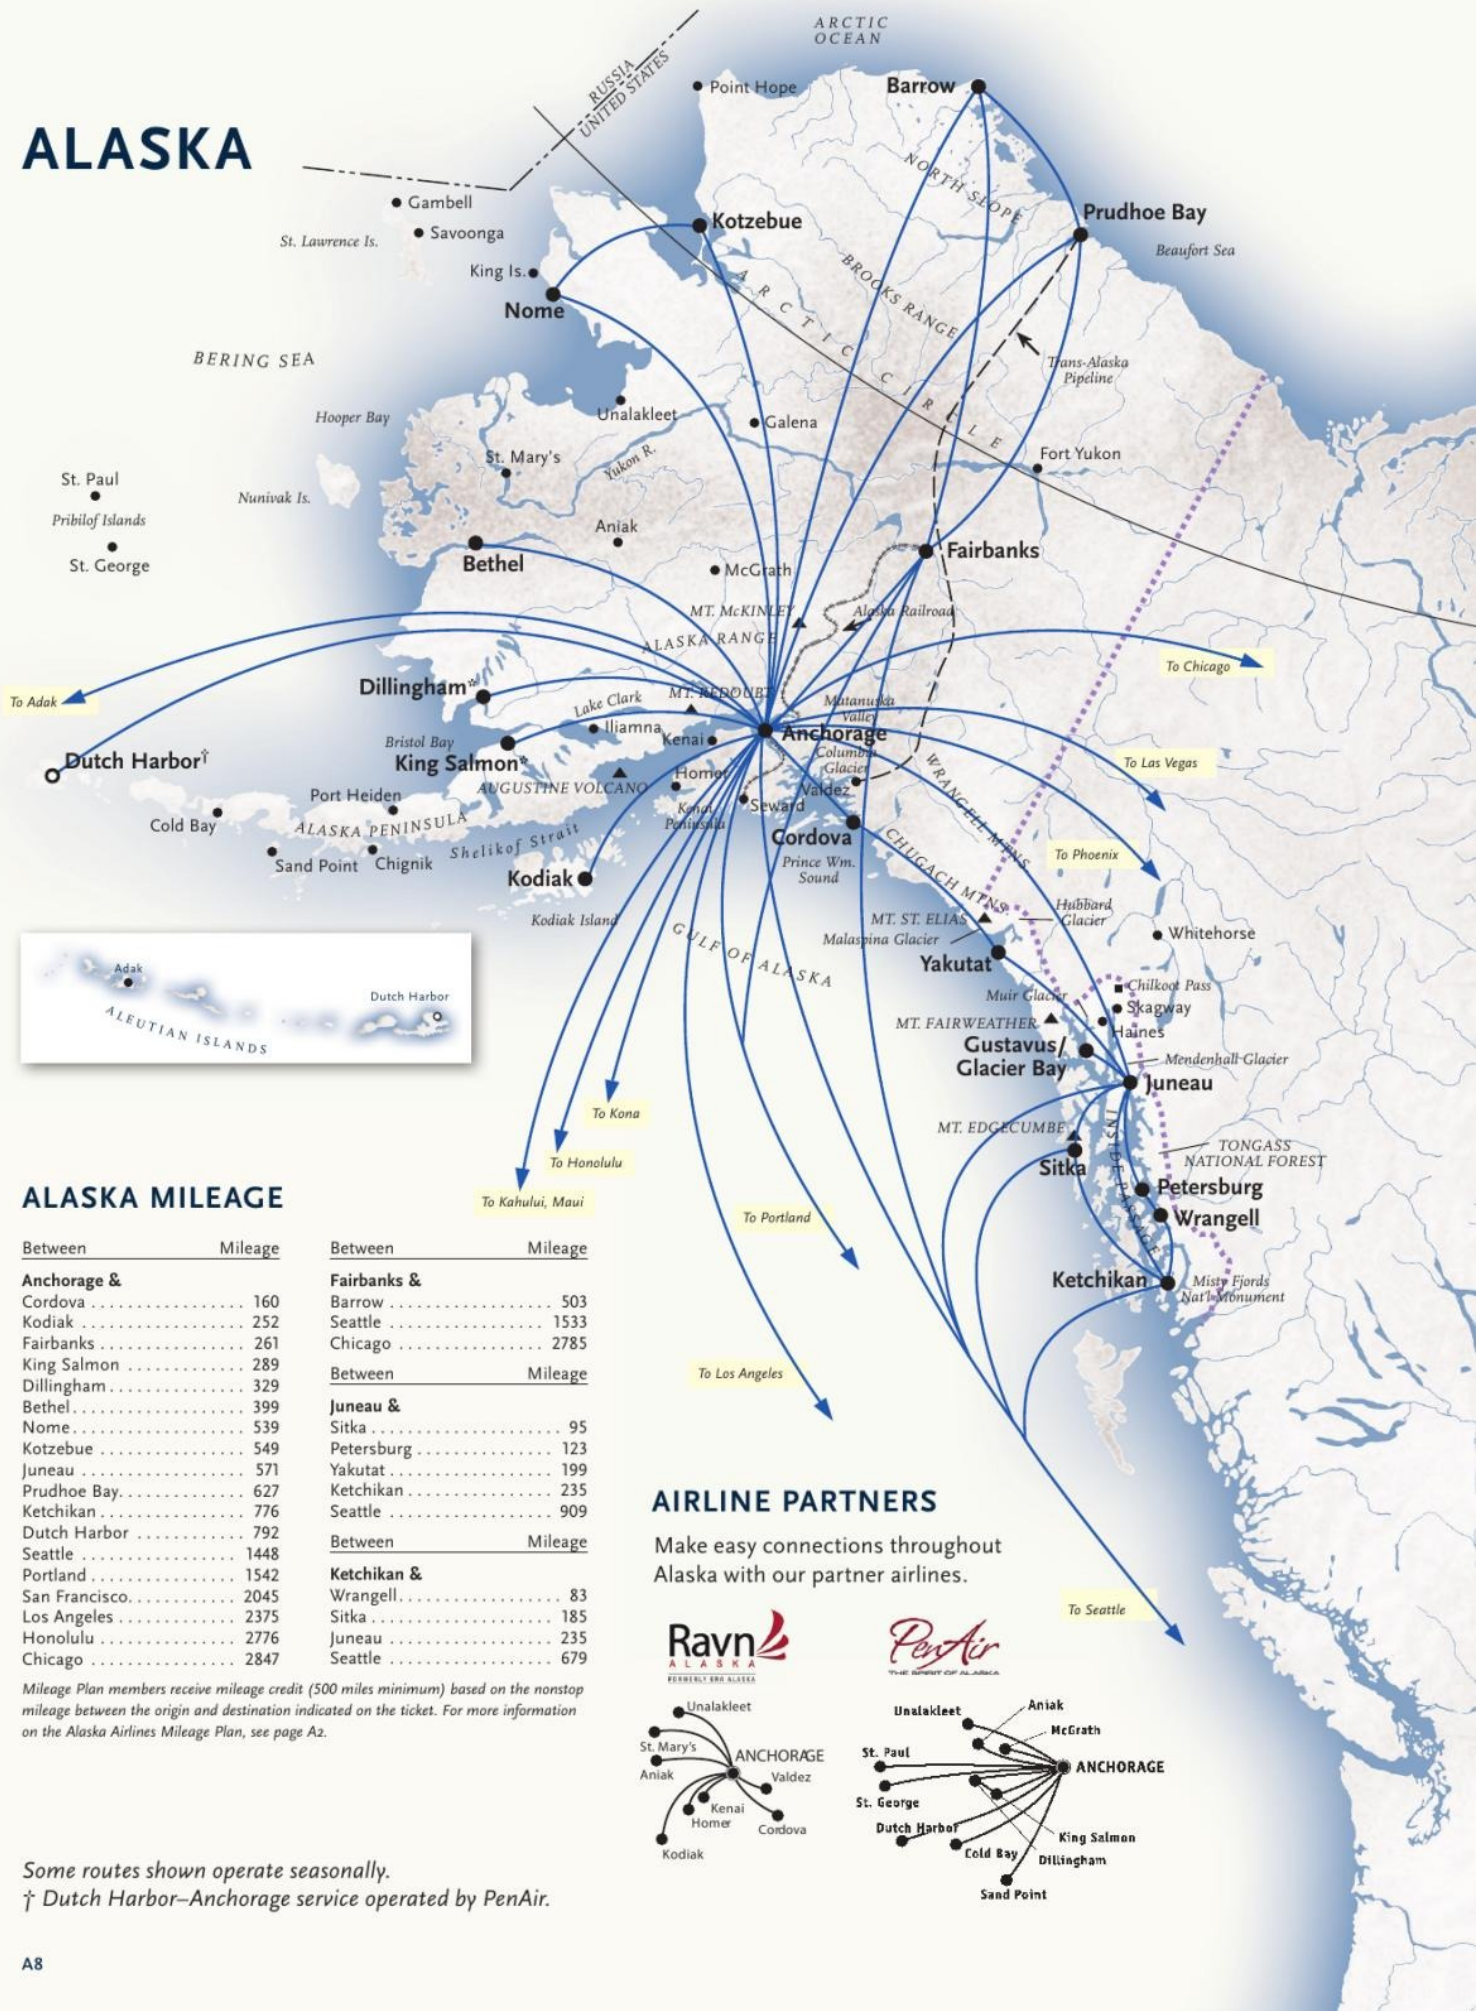 ALASKA
ARCTIC
OCEAN
RUSSIA
UNITED STATES
Point Hope
Barrow
NORTH SLOPE
Gambell
Savoonga
St. Lawrence Is.
King Is.
Nome
Kotzebue
Prudhoe Bay
Beaufort Sea
BROOKS RANGE
ARCTIC CIRCLE
Trans-Alaska
Pipeline
BERING SEA
Hooper Bay
Unalakleet
Galena
St. Mary's
Yukon R.
Fort Yukon
St. Paul
Pribilof Islands
St. George
Nunivak Is.
Aniak
Bethel
McGrath
Fairbanks
MT. McKINLEY
Alaska Railroad
ALASKA RANGE
To Chicago
To Adak
Dillingham*
Lake Clark
MT. REDOUBT
Matanuska
Valley
Iliamna
Kenai
Anchorage
Bristol Bay
King Salmon*
Columbia
Glacier
Dutch Harbor†
AUGUSTINE VOLCANO
Homer
Valdez
WRANGELL MTNS.
To Las Vegas
Port Heiden
Kenai
Peninsula
Seward
Cold Bay
ALASKA PENINSULA
Shelikof Strait
Cordova
Prince Wm.
Sound
CHUGACH MTNS.
To Phoenix
Sand Point
Chignik
Kodiak
Kodiak Island
GULF OF ALASKA
MT. ST. ELIAS
Hubbard
Glacier
Malaspina Glacier
Whitehorse
Yakutat
Adak
Dutch Harbor
ALEUTIAN ISLANDS
Muir Glacier
Chilkoot Pass
Skagway
MT. FAIRWEATHER
Haines
Gustavus/
Glacier Bay
Mendenhall Glacier
Juneau
To Kona
MT. EDGECUMBE
INSIDE PASSAGE
TONGASS
NATIONAL FOREST
To Honolulu
Sitka
Petersburg
To Kahului, Maui
To Portland
Wrangell
Ketchikan
Misty Fjords
Nat'l Monument
To Los Angeles
To Seattle
ALASKA MILEAGE
Between Mileage
Anchorage &
Cordova ................. 160
Kodiak ................. 252
Fairbanks ............... 261
King Salmon ............ 289
Dillingham .............. 329
Bethel .................. 399
Nome .................. 539
Kotzebue ............... 549
Juneau ................. 571
Prudhoe Bay ............. 627
Ketchikan ............... 776
Dutch Harbor ........... 792
Seattle ................ 1448
Portland ............... 1542
San Francisco ........... 2045
Los Angeles ............ 2375
Honolulu .............. 2776
Chicago ............... 2847
Between Mileage
Fairbanks &
Barrow ................. 503
Seattle ................ 1533
Chicago ............... 2785
Between Mileage
Juneau &
Sitka ................... 95
Petersburg .............. 123
Yakutat ................. 199
Ketchikan ............... 235
Seattle ................. 909
Between Mileage
Ketchikan &
Wrangell ................. 83
Sitka ................... 185
Juneau ................. 235
Seattle ................. 679
Mileage Plan members receive mileage credit (500 miles minimum) based on the nonstop
mileage between the origin and destination indicated on the ticket. For more information
on the Alaska Airlines Mileage Plan, see page A2.
AIRLINE PARTNERS
Make easy connections throughout
Alaska with our partner airlines.
Ravn
ALASKA
FORMERLY ERA ALASKA
Unalakleet
St. Mary's
ANCHORAGE
Aniak
Valdez
Kenai
Homer
Cordova
Kodiak
PenAir
THE SPIRIT OF ALASKA
Unalakleet
Aniak
McGrath
St. Paul
ANCHORAGE
St. George
Dutch Harbor
King Salmon
Cold Bay
Dillingham
Sand Point
Some routes shown operate seasonally.
† Dutch Harbor–Anchorage service operated by PenAir.
A8